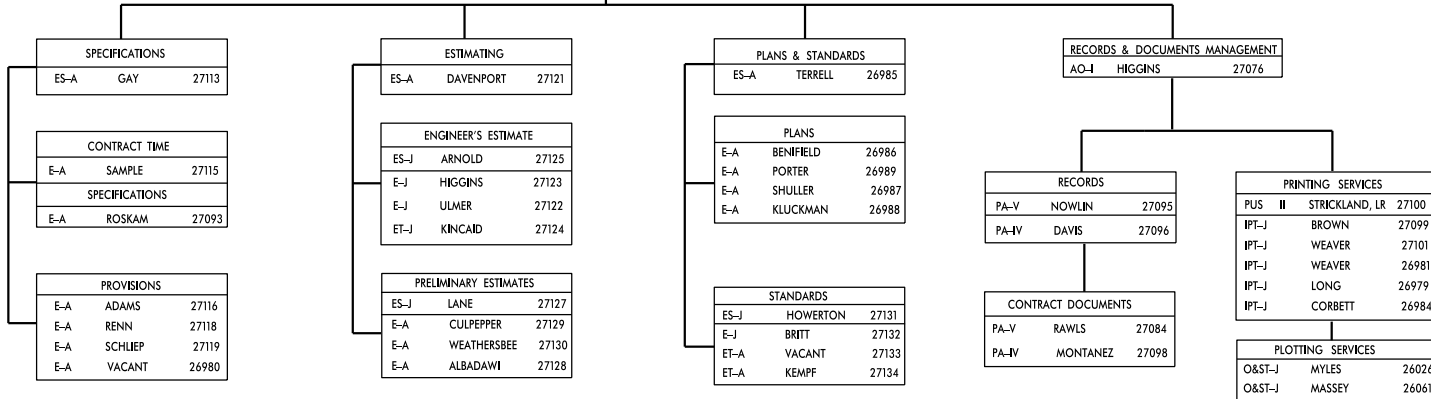 SPECIFICATIONS
ES-A GAY 27113
CONTRACT TIME
E-A SAMPLE 27115
SPECIFICATIONS
E-A ROSKAM 27093
PROVISIONS
E-A ADAMS 27116
E-A RENN 27118
E-A SCHLIEP 27119
E-A VACANT 26980
ESTIMATING
ES-A DAVENPORT 27121
ENGINEER'S ESTIMATE
ES-J ARNOLD 27125
E-J HIGGINS 27123
E-J ULMER 27122
ET-J KINCAID 27124
PRELIMINARY ESTIMATES
ES-J LANE 27127
E-A CULPEPPER 27129
E-A WEATHERSBEE 27130
E-A ALBADAWI 27128
PLANS & STANDARDS
ES-A TERRELL 26985
PLANS
E-A BENIFIELD 26986
E-A PORTER 26989
E-A SHULLER 26987
E-A KLUCKMAN 26988
STANDARDS
ES-J HOWERTON 27131
E-J BRITT 27132
ET-A VACANT 27133
ET-A KEMPF 27134
RECORDS & DOCUMENTS MANAGEMENT
AO-I HIGGINS 27076
RECORDS
PA-V NOWLIN 27095
PA-IV DAVIS 27096
CONTRACT DOCUMENTS
PA-V RAWLS 27084
PA-IV MONTANEZ 27098
PRINTING SERVICES
PUS II STRICKLAND, LR 27100
IPT-J BROWN 27099
IPT-J WEAVER 27101
IPT-J WEAVER 26981
IPT-J LONG 26979
IPT-J CORBETT 26984
PLOTTING SERVICES
O&ST-J MYLES 26026
O&ST-J MASSEY 26061